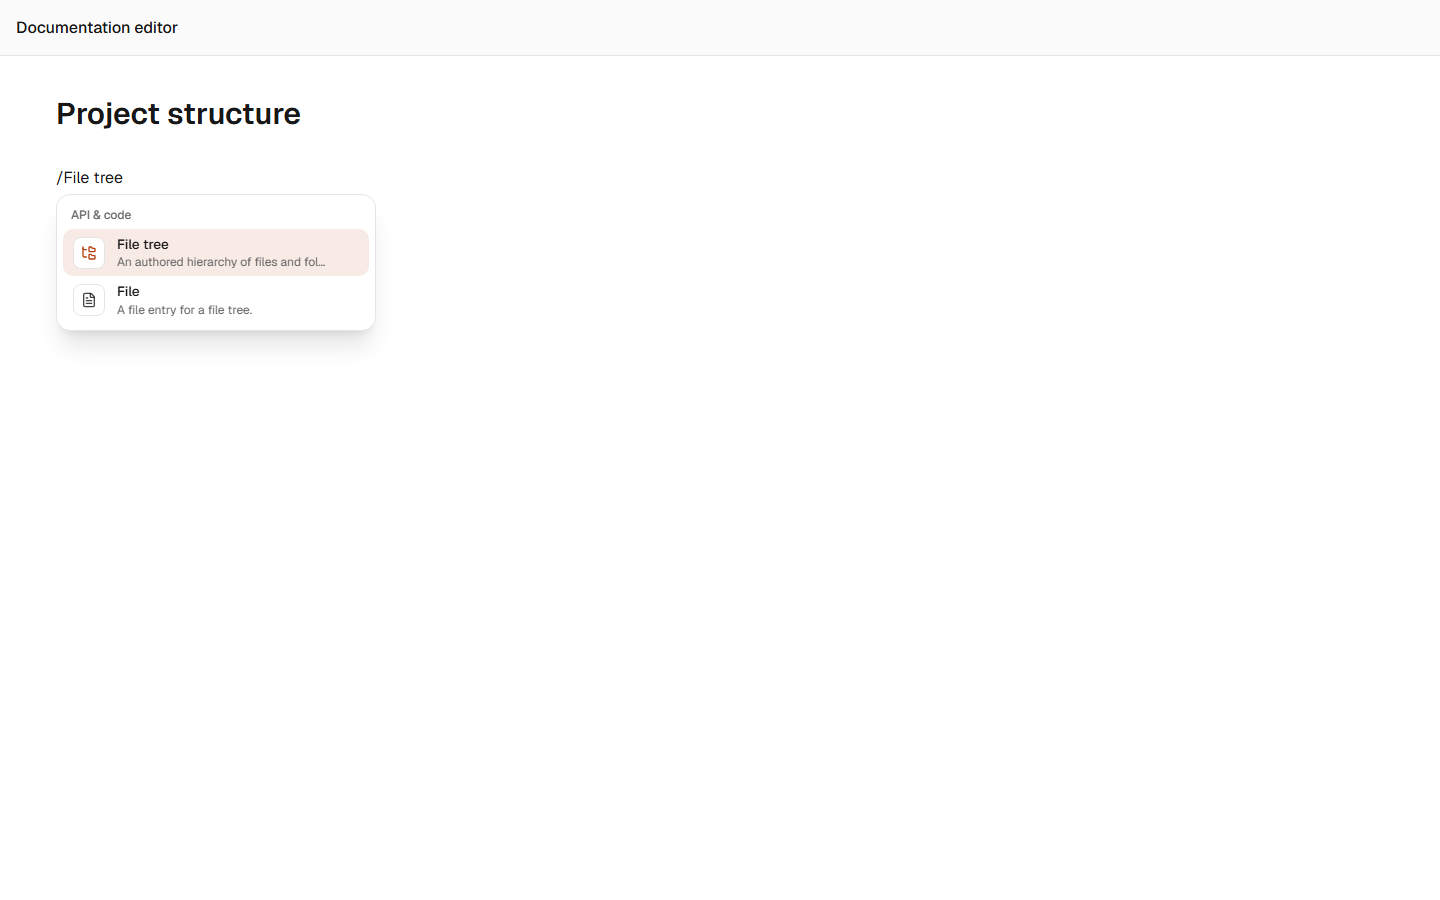 Documentation editor
Project structure
/File tree
API & code
File tree
An authored hierarchy of files and fol…
File
A file entry for a file tree.